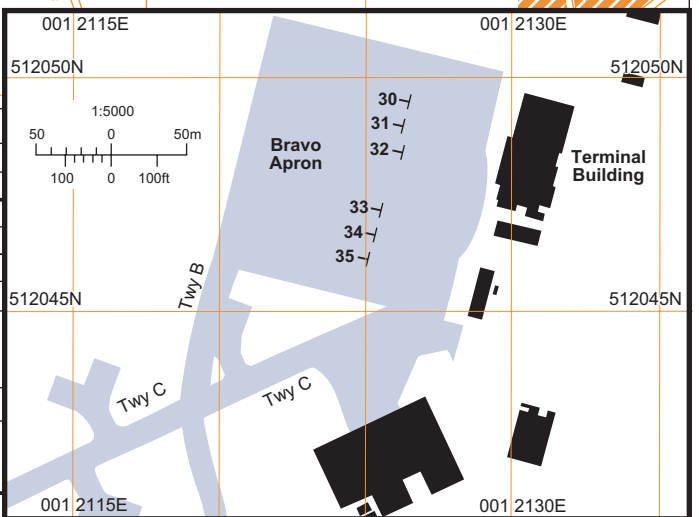 001 2115E
001 2130E
512050N
512050N
1:5000
50 0 50m
100 0 100ft
30
31
32
Bravo
Apron
Terminal
Building
33
34
35
Twy B
512045N
512045N
Twy C
Twy C
001 2115E
001 2130E